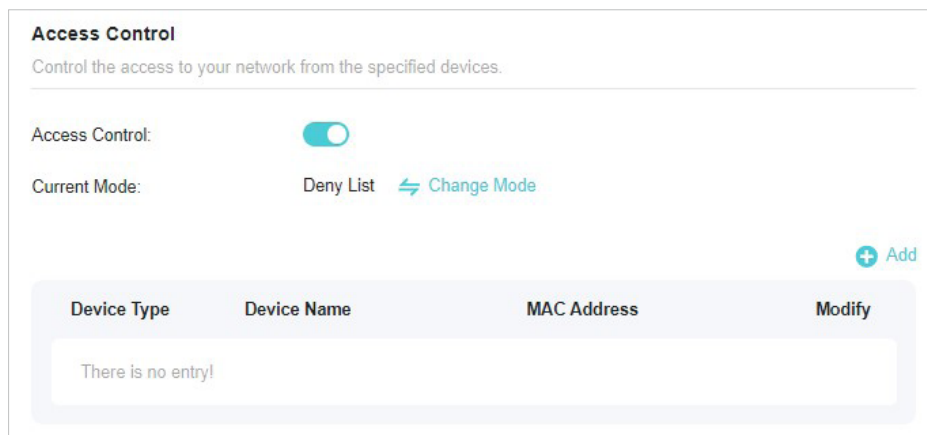 Access Control
Control the access to your network from the specified devices.
Access Control:
Current Mode: Deny List Change Mode
Add
Device Type Device Name MAC Address Modify
There is no entry!